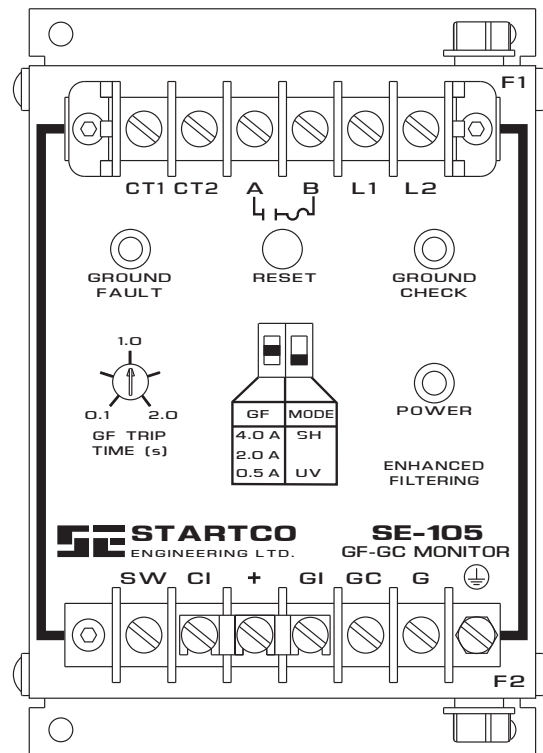 F1
CT1 CT2 A B L1 L2
GROUND
FAULT
RESET
GROUND
CHECK
1.0
0.1 2.0
GF TRIP
TIME (s)
GF MODE
4.0 A SH
2.0 A
0.5 A UV
POWER
ENHANCED
FILTERING
SE STARTCO
ENGINEERING LTD.
SE-105
GF-GC MONITOR
SW CI + GI GC G
F2